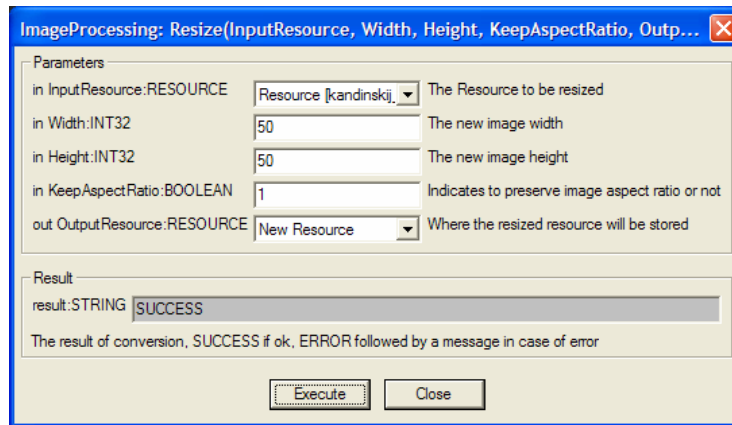 ImageProcessing: Resize(InputResource, Width, Height, KeepAspectRatio, Outp...
Parameters
in InputResource:RESOURCE Resource [kandinskij_ The Resource to be resized
in Width:INT32 50 The new image width
in Height:INT32 50 The new image height
in KeepAspectRatio:BOOLEAN 1 Indicates to preserve image aspect ratio or not
out OutputResource:RESOURCE New Resource Where the resized resource will be stored
Result
result:STRING SUCCESS
The result of conversion, SUCCESS if ok, ERROR followed by a message in case of error
Execute Close